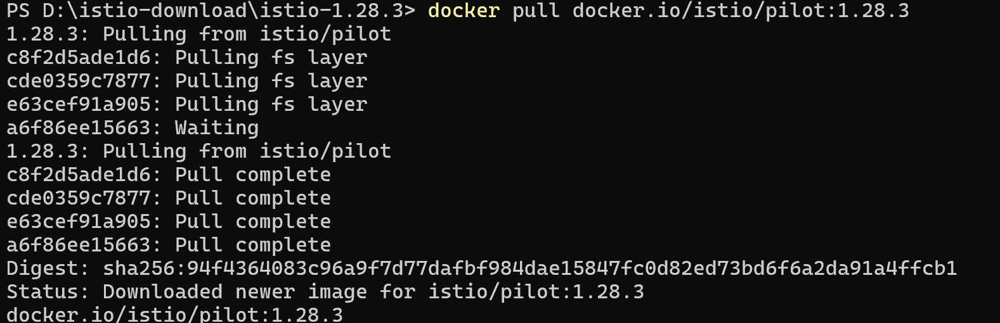 PS D:\istio-download\istio-1.28.3> docker pull docker.io/istio/pilot:1.28.3
1.28.3: Pulling from istio/pilot
c8f2d5ade1d6: Pulling fs layer
cde0359c7877: Pulling fs layer
e63cef91a905: Pulling fs layer
a6f86ee15663: Waiting
1.28.3: Pulling from istio/pilot
c8f2d5ade1d6: Pull complete
cde0359c7877: Pull complete
e63cef91a905: Pull complete
a6f86ee15663: Pull complete
Digest: sha256:94f4364083c96a9f7d77dafbf984dae15847fc0d82ed73bd6f6a2da91a4ffcb1
Status: Downloaded newer image for istio/pilot:1.28.3
docker.io/istio/pilot:1.28.3